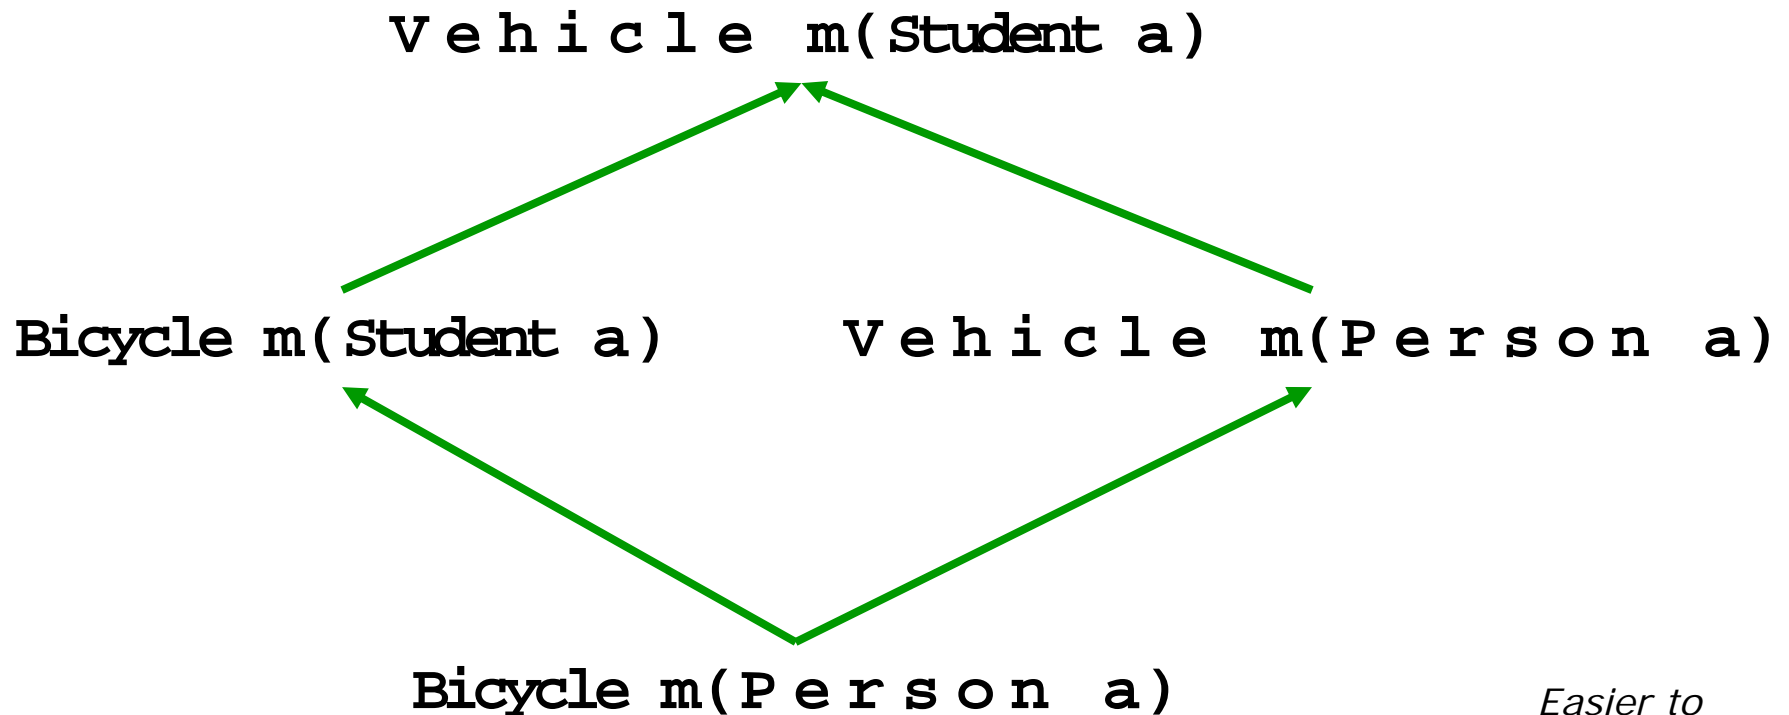 Vehicle m(Student a)
Bicycle m(Student a)
Vehicle m(Person a)
Bicycle m(Person a)
Easier to